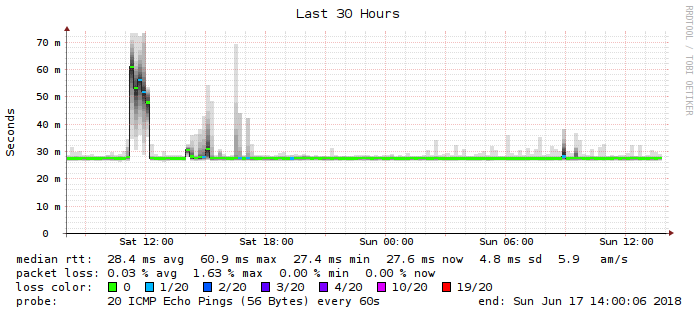 Last 30 Hours
RRDTOOL / TOBI OETIKER
Seconds
70 m
60 m
50 m
40 m
30 m
20 m
10 m
0
Sat 12:00 Sat 18:00 Sun 00:00 Sun 06:00 Sun 12:00
median rtt: 28.4 ms avg 60.9 ms max 27.4 ms min 27.6 ms now 4.8 ms sd 5.9 am/s
packet loss: 0.03 % avg 1.63 % max 0.00 % min 0.00 % now
loss color: 0 1/20 2/20 3/20 4/20 10/20 19/20
probe: 20 ICMP Echo Pings (56 Bytes) every 60s end: Sun Jun 17 14:00:06 2018